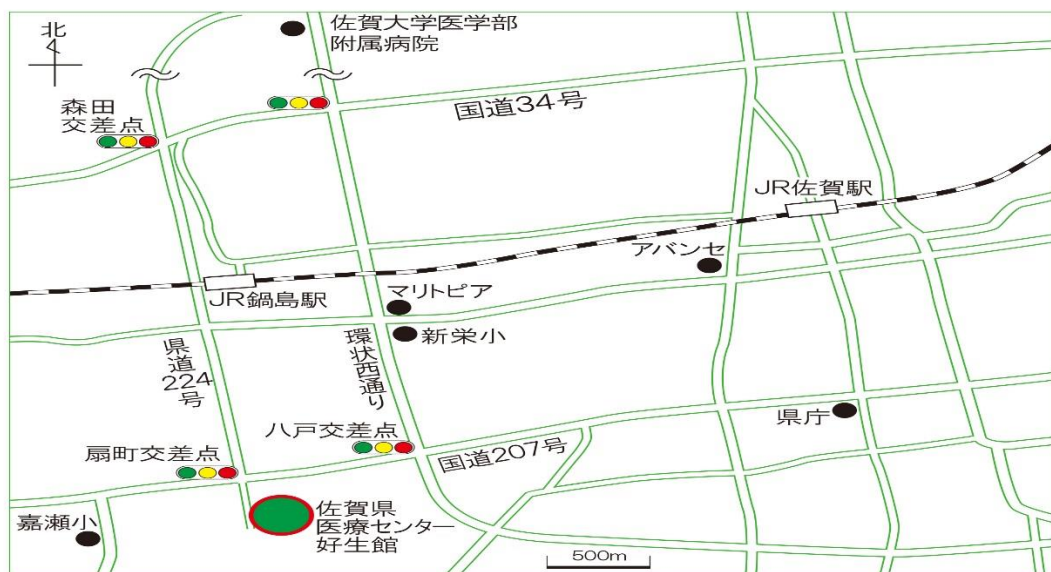 北
佐賀大学医学部
附属病院
森田
交差点
国道34号
JR佐賀駅
アバンセ
JR鍋島駅
マリトピア
新栄小
県道224号
環状西通り
県庁
八戸交差点
扇町交差点
国道207号
嘉瀬小
佐賀県
医療センター
好生館
500m